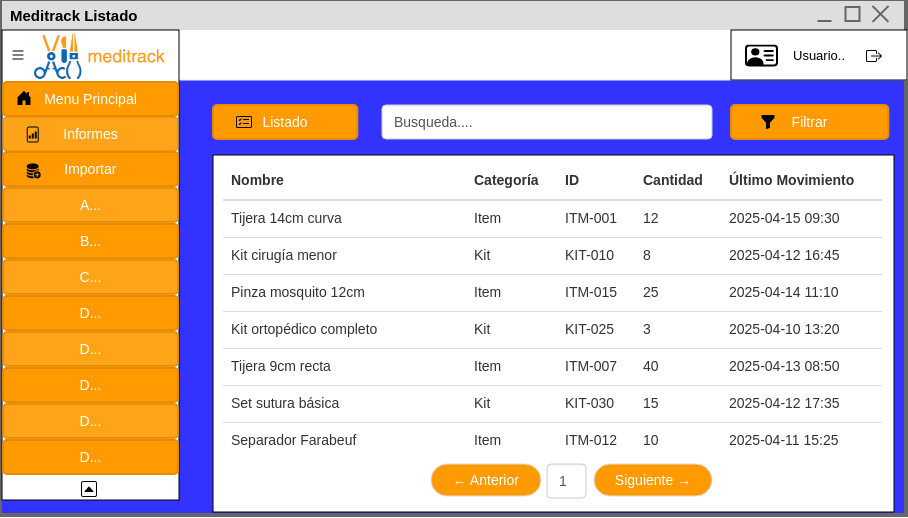 Meditrack Listado
meditrack
Usuario..
Menu Principal
Informes
Importar
A...
B...
C...
D...
D...
D...
D...
D...
Listado
Busqueda....
Filtrar
Nombre Categoría ID Cantidad Último Movimiento
Tijera 14cm curva Item ITM-001 12 2025-04-15 09:30
Kit cirugía menor Kit KIT-010 8 2025-04-12 16:45
Pinza mosquito 12cm Item ITM-015 25 2025-04-14 11:10
Kit ortopédico completo Kit KIT-025 3 2025-04-10 13:20
Tijera 9cm recta Item ITM-007 40 2025-04-13 08:50
Set sutura básica Kit KIT-030 15 2025-04-12 17:35
Separador Farabeuf Item ITM-012 10 2025-04-11 15:25
← Anterior 1 Siguiente →